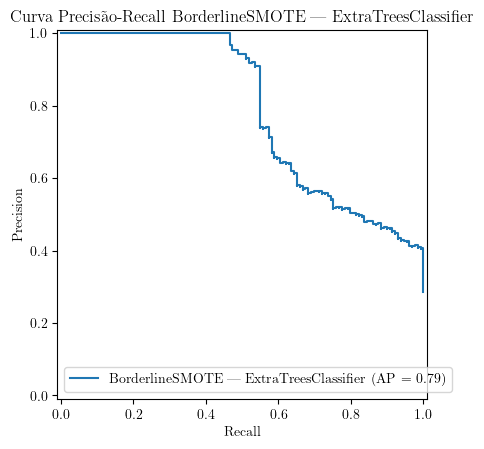 Curva Precisão-Recall BorderlineSMOTE — ExtraTreesClassifier
1.0
0.8
0.6
0.4
0.2
0.0
Precision
BorderlineSMOTE — ExtraTreesClassifier (AP = 0.79)
0.0 0.2 0.4 0.6 0.8 1.0
Recall